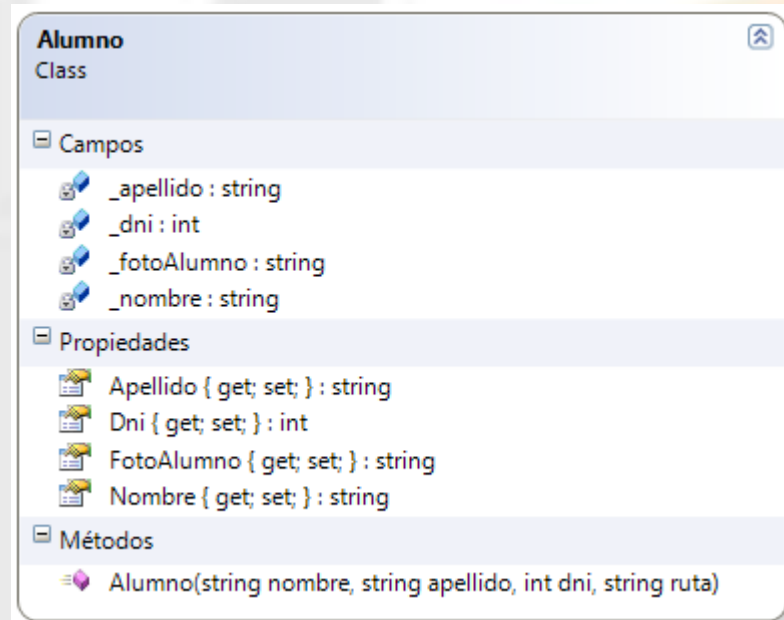 Alumno
Class
Campos
_apellido : string
_dni : int
_fotoAlumno : string
_nombre : string
Propiedades
Apellido { get; set; } : string
Dni { get; set; } : int
FotoAlumno { get; set; } : string
Nombre { get; set; } : string
Métodos
Alumno(string nombre, string apellido, int dni, string ruta)